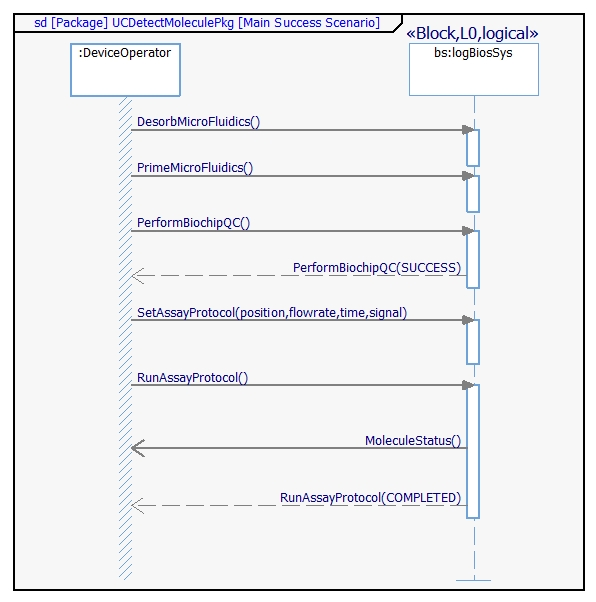 sd [Package] UCDetectMoleculePkg [Main Success Scenario]
«Block,L0,logical»
:DeviceOperator
bs:logBiosSys
DesorbMicroFluidics()
PrimeMicroFluidics()
PerformBiochipQC()
PerformBiochipQC(SUCCESS)
SetAssayProtocol(position,flowrate,time,signal)
RunAssayProtocol()
MoleculeStatus()
RunAssayProtocol(COMPLETED)